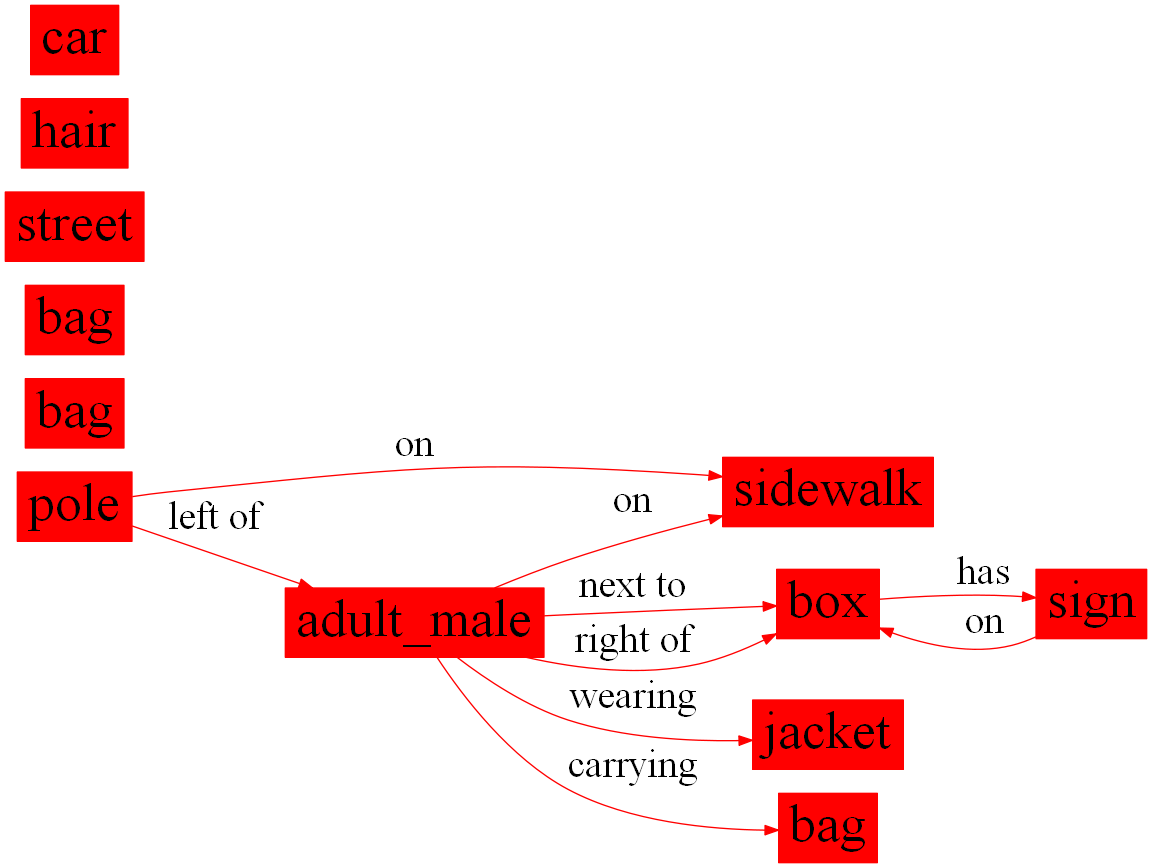 car
hair
street
bag
bag
pole
on
left of
sidewalk
on
adult_male
next to
right of
box
has
on
sign
wearing
jacket
carrying
bag